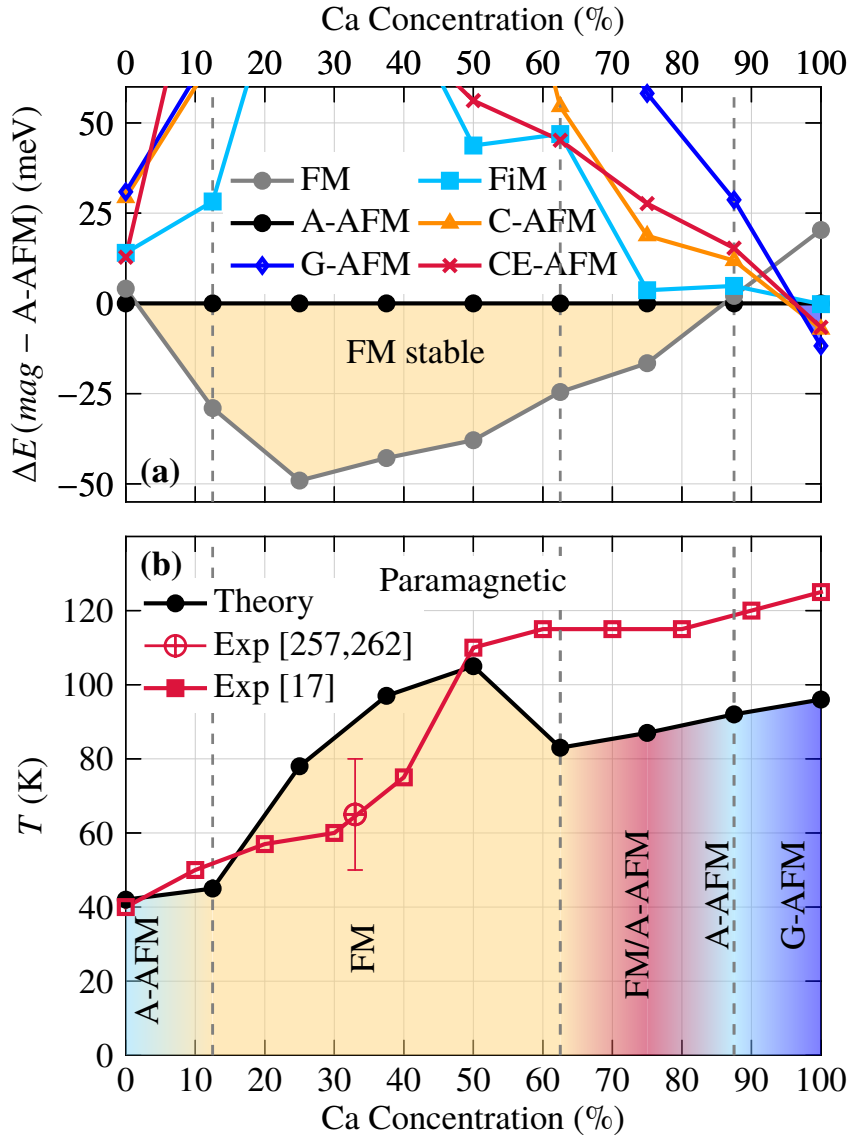 Ca Concentration (%)
0 10 20 30 40 50 60 70 80 90 100
ΔE(mag − A-AFM) (meV)
50
25
0
−25
−50
FM FiM
A-AFM C-AFM
G-AFM CE-AFM
FM stable
(a)
(b)
Paramagnetic
Theory
Exp [257,262]
Exp [17]
T (K)
120
100
80
60
40
20
0
A-AFM
FM
FM/A-AFM
A-AFM
G-AFM
0 10 20 30 40 50 60 70 80 90 100
Ca Concentration (%)